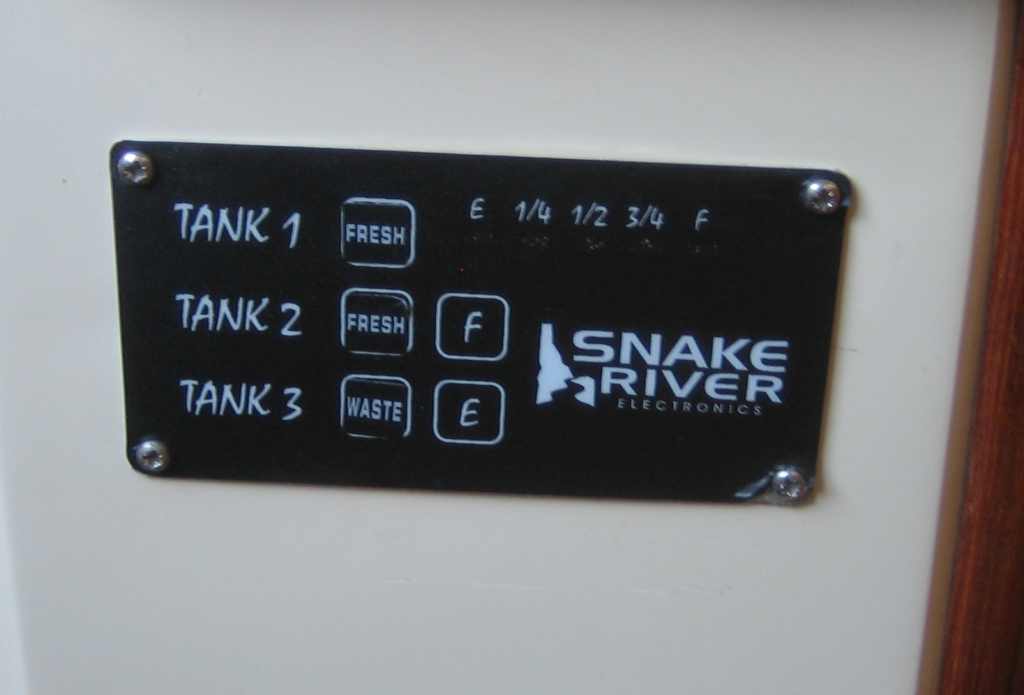 TANK 1 FRESH E 1/4 1/2 3/4 F
TANK 2 FRESH F
TANK 3 WASTE E
SNAKE
RIVER
ELECTRONICS